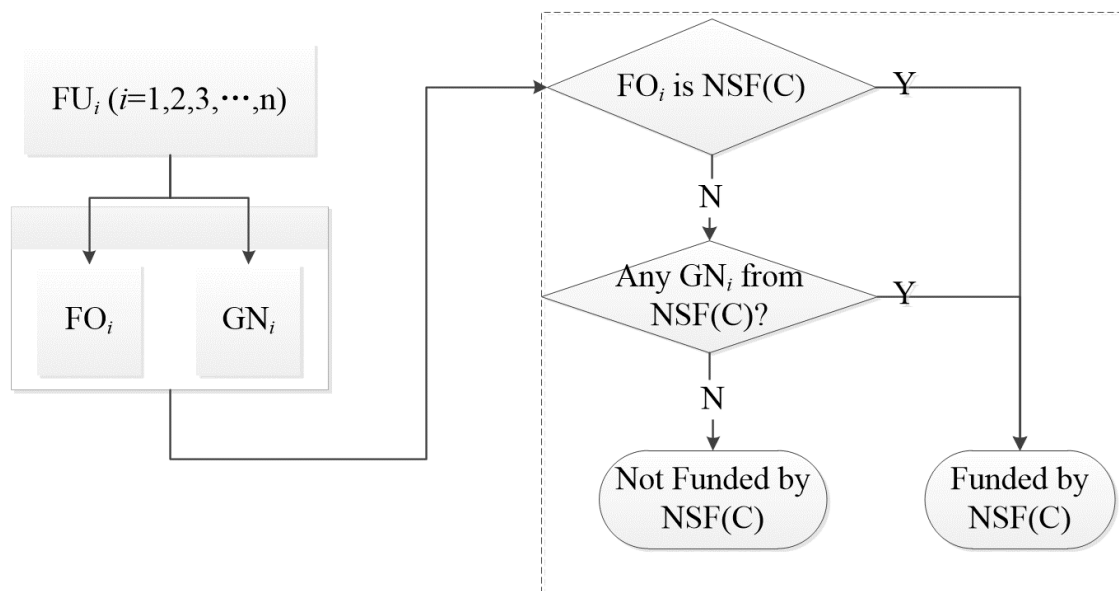 FUi (i=1,2,3,⋯,n)
FOi
GNi
FOi is NSF(C)
Y
N
Any GNi from
NSF(C)?
Y
N
Not Funded by
NSF(C)
Funded by
NSF(C)